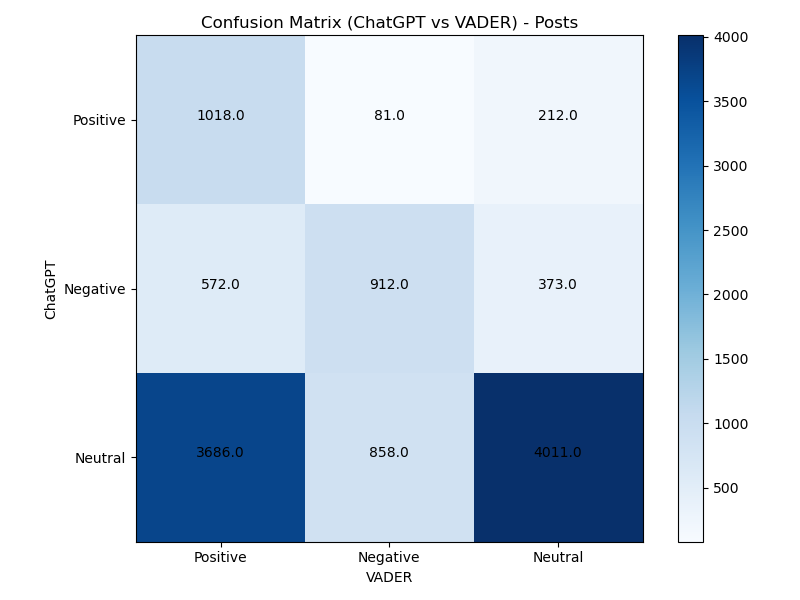 Confusion Matrix (ChatGPT vs VADER) - Posts
ChatGPT
Positive
1018.0
81.0
212.0
Negative
572.0
912.0
373.0
Neutral
3686.0
858.0
4011.0
Positive
Negative
Neutral
VADER
4000
3500
3000
2500
2000
1500
1000
500